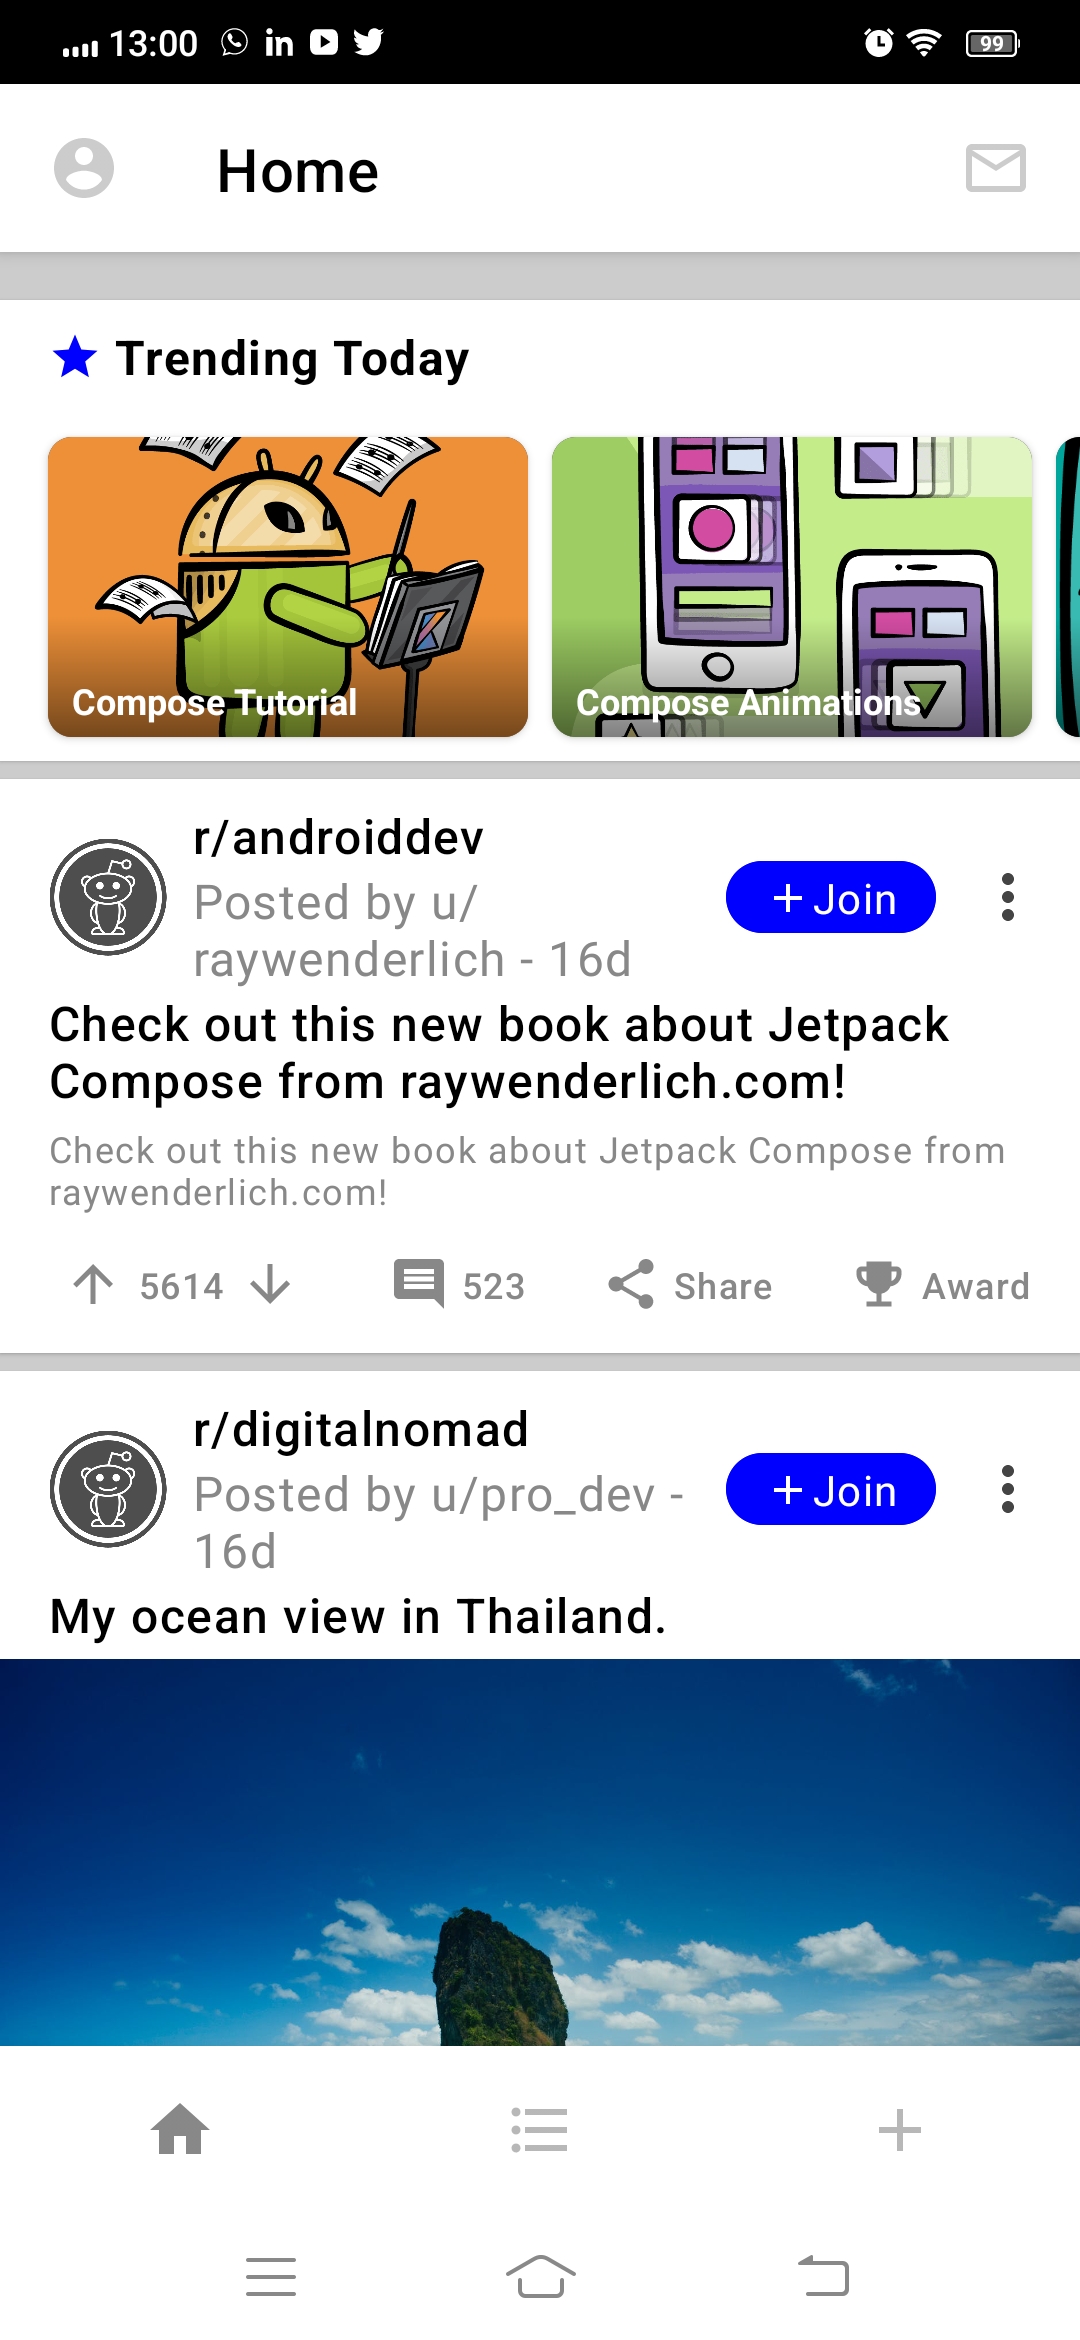 13:00
99
Home
Trending Today
Compose Tutorial
Compose Animations
r/androiddev
Posted by u/
raywenderlich - 16d
Join
Check out this new book about Jetpack
Compose from raywenderlich.com!
Check out this new book about Jetpack Compose from
raywenderlich.com!
5614
523
Share
Award
r/digitalnomad
Posted by u/pro_dev -
16d
Join
My ocean view in Thailand.